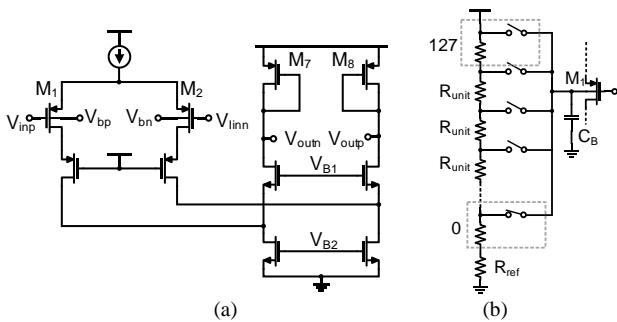 M7
M8
M1
M2
Vinp
Vbp
Vbn
Vlinn
Voutn
Voutp
VB1
VB2
(a)
127
Runit
Runit
Runit
0
Rref
M1
CB
(b)